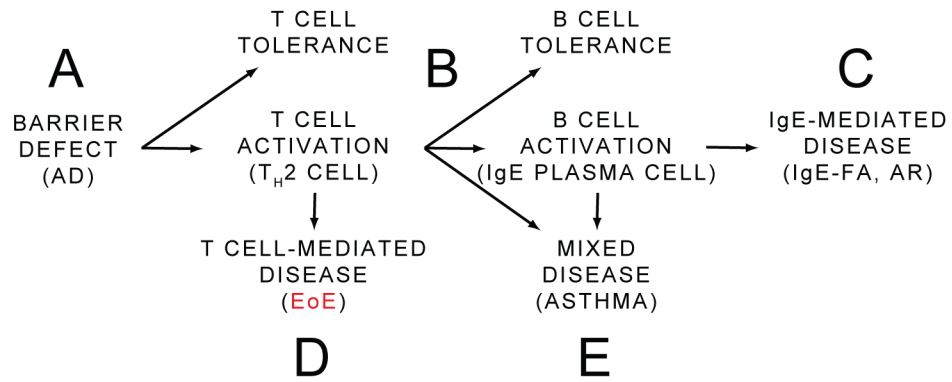 A
BARRIER
DEFECT
(AD)
T CELL
TOLERANCE
T CELL
ACTIVATION
(TH2 CELL)
T CELL-MEDIATED
DISEASE
(EoE)
D
B
B CELL
TOLERANCE
B CELL
ACTIVATION
(IgE PLASMA CELL)
MIXED
DISEASE
(ASTHMA)
E
C
IgE-MEDIATED
DISEASE
(IgE-FA, AR)